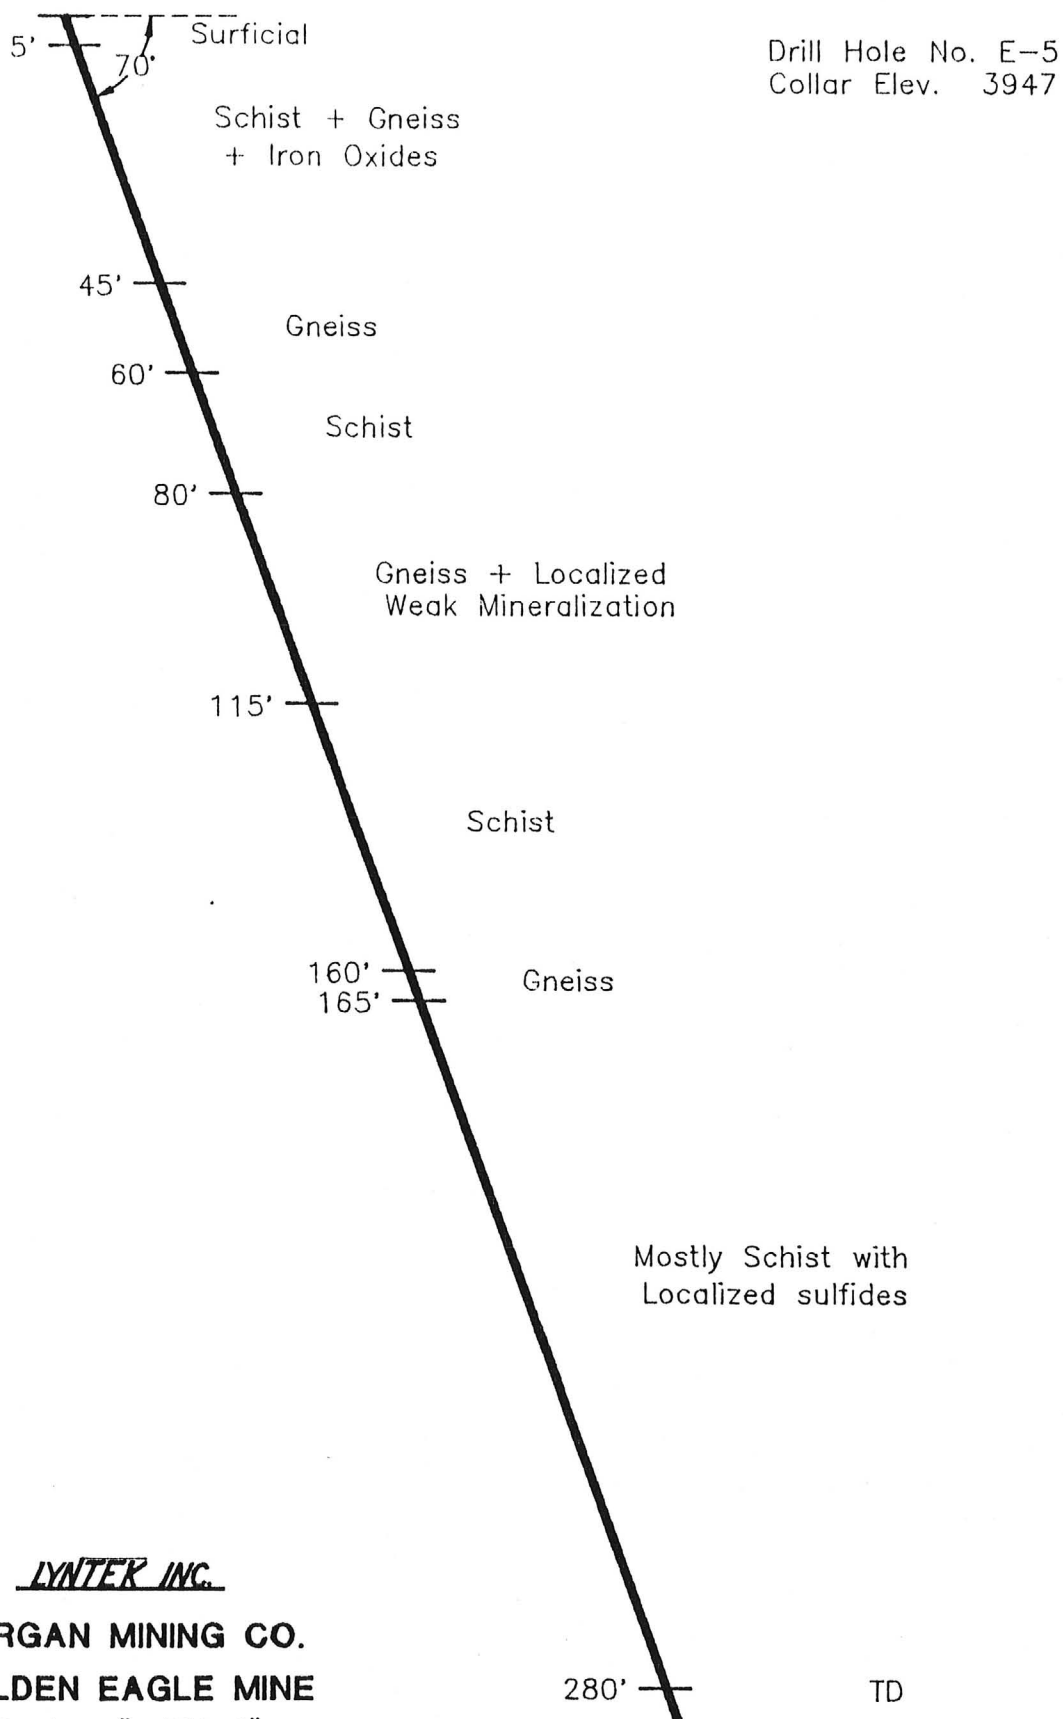 5'
Surficial
70°
Drill Hole No. E-5
Collar Elev. 3947
Schist + Gneiss
+ Iron Oxides
45'
Gneiss
60'
Schist
80'
Gneiss + Localized
Weak Mineralization
115'
Schist
160'
Gneiss
165'
Mostly Schist with
Localized sulfides
LYNTEK INC.
RGAN MINING CO.
LDEN EAGLE MINE
280'
TD